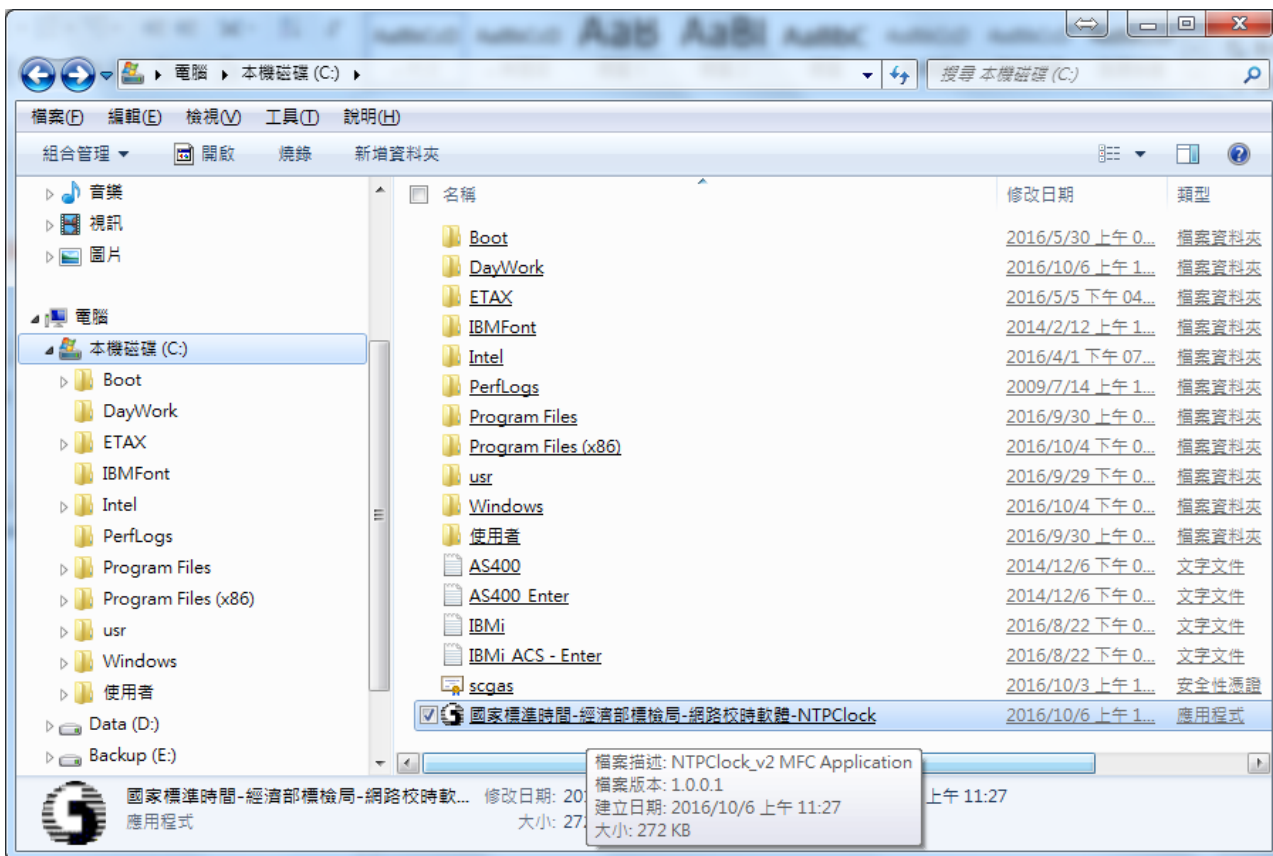 電腦 ▸ 本機磁碟 (C:) ▸ 搜尋 本機磁碟 (C:)
檔案(F) 編輯(E) 檢視(V) 工具(T) 說明(H)
組合管理 開啟 燒錄 新增資料夾
音樂
視訊
圖片
電腦
本機磁碟 (C:)
Boot
DayWork
ETAX
IBMFont
Intel
PerfLogs
Program Files
Program Files (x86)
usr
Windows
使用者
Data (D:)
Backup (E:)
名稱 修改日期 類型
Boot 2016/5/30 上午 0... 檔案資料夾
DayWork 2016/10/6 上午 1... 檔案資料夾
ETAX 2016/5/5 下午 04... 檔案資料夾
IBMFont 2014/2/12 上午 1... 檔案資料夾
Intel 2016/4/1 下午 07... 檔案資料夾
PerfLogs 2009/7/14 上午 1... 檔案資料夾
Program Files 2016/9/30 上午 0... 檔案資料夾
Program Files (x86) 2016/10/4 下午 0... 檔案資料夾
usr 2016/9/29 下午 0... 檔案資料夾
Windows 2016/10/4 下午 0... 檔案資料夾
使用者 2016/9/30 上午 0... 檔案資料夾
AS400 2014/12/6 下午 0... 文字文件
AS400 Enter 2014/12/6 下午 0... 文字文件
IBMi 2016/8/22 下午 0... 文字文件
IBMi ACS - Enter 2016/8/22 下午 0... 文字文件
scgas 2016/10/3 上午 1... 安全性憑證
國家標準時間-經濟部標檢局-網路校時軟體-NTPClock 2016/10/6 上午 1... 應用程式
檔案描述: NTPClock_v2 MFC Application
檔案版本: 1.0.0.1
建立日期: 2016/10/6 上午 11:27
大小: 272 KB
國家標準時間-經濟部標檢局-網路校時軟... 修改日期: 20 上午 11:27
應用程式 大小: 27